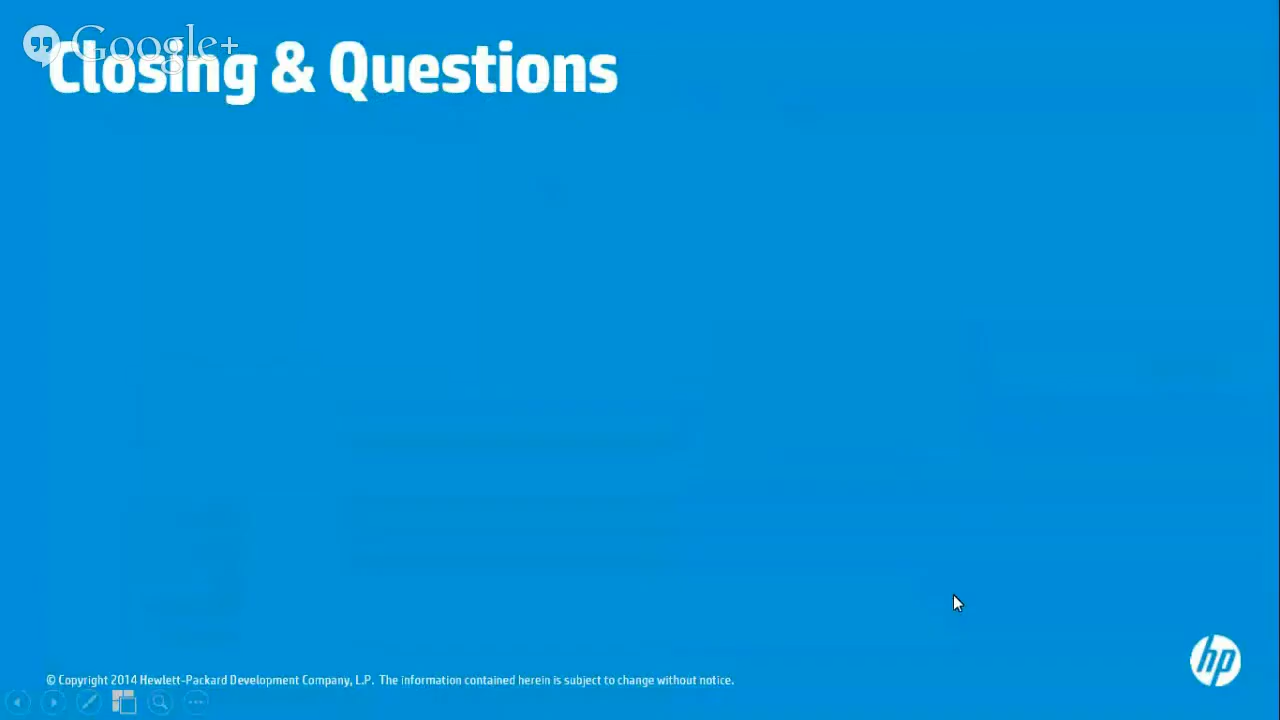 Google+
Closing & Questions
hp
© Copyright 2014 Hewlett-Packard Development Company, L.P. The information contained herein is subject to change without notice.